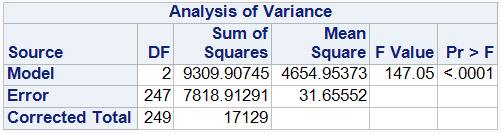 Analysis of Variance
Source DF Sum of Squares Mean Square F Value Pr > F
Model 2 9309.90745 4654.95373 147.05 <.0001
Error 247 7818.91291 31.65552
Corrected Total 249 17129